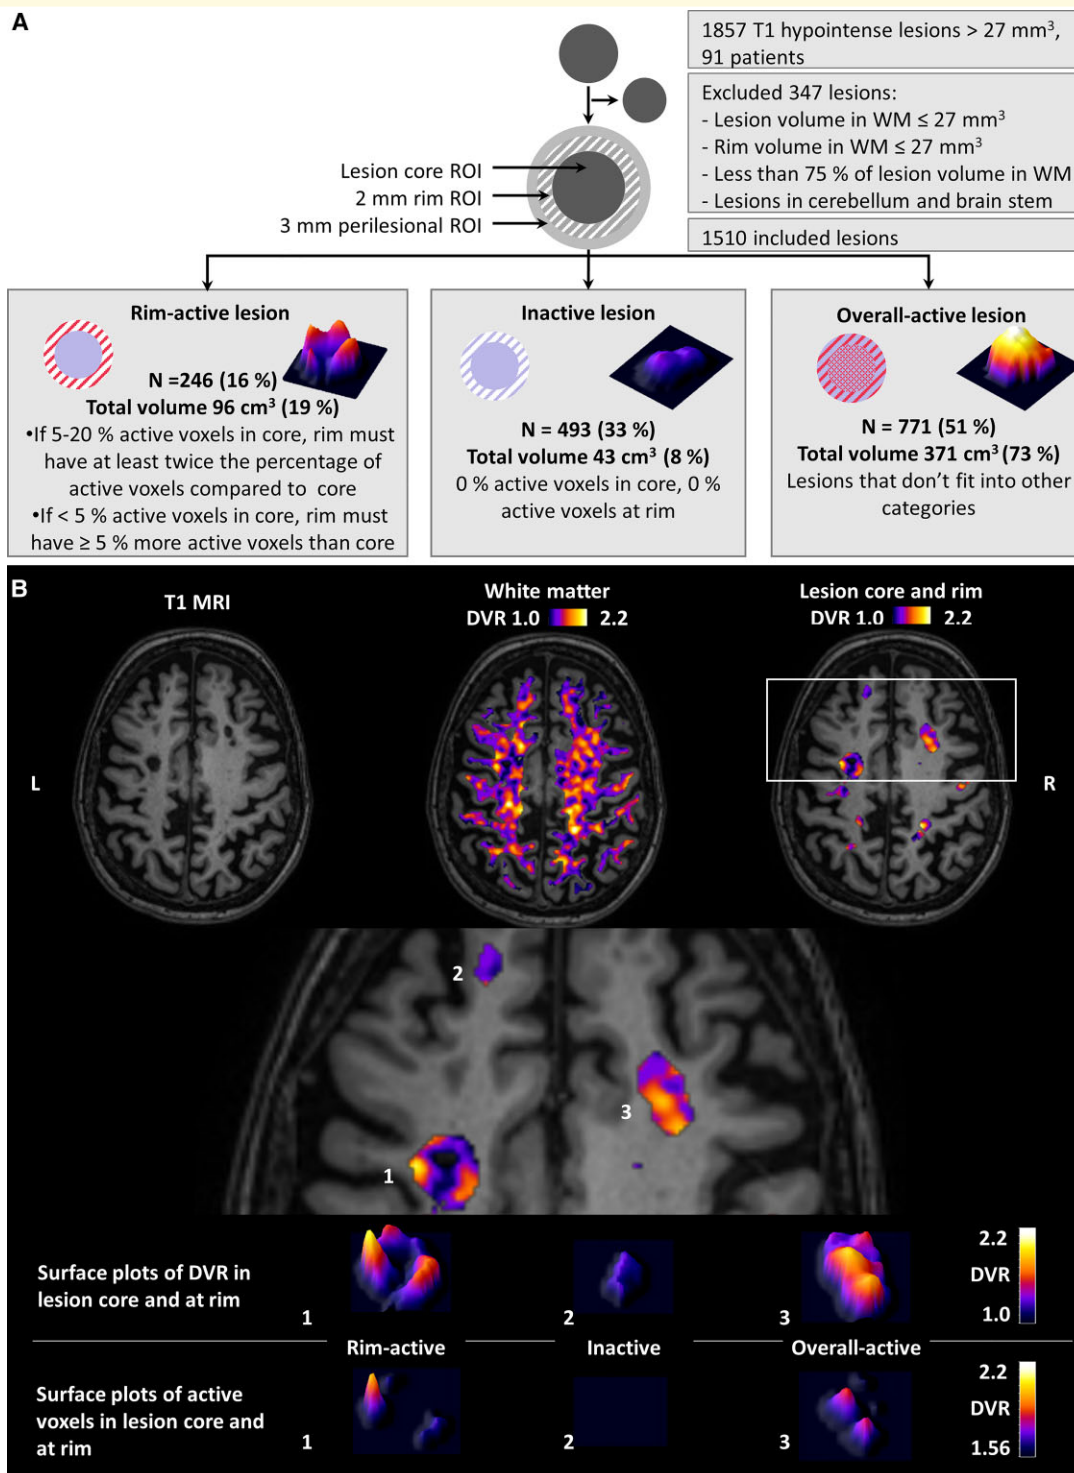 A
1857 T1 hypointense lesions > 27 mm³,
91 patients
Excluded 347 lesions:
- Lesion volume in WM ≤ 27 mm³
- Rim volume in WM ≤ 27 mm³
- Less than 75 % of lesion volume in WM
- Lesions in cerebellum and brain stem
1510 included lesions
Lesion core ROI
2 mm rim ROI
3 mm perilesional ROI
Rim-active lesion
N =246 (16 %)
Total volume 96 cm³ (19 %)
•If 5-20 % active voxels in core, rim must
have at least twice the percentage of
active voxels compared to core
•If < 5 % active voxels in core, rim must
have ≥ 5 % more active voxels than core
Inactive lesion
N = 493 (33 %)
Total volume 43 cm³ (8 %)
0 % active voxels in core, 0 %
active voxels at rim
Overall-active lesion
N = 771 (51 %)
Total volume 371 cm³ (73 %)
Lesions that don't fit into other
categories
B
T1 MRI
White matter
DVR 1.0 2.2
Lesion core and rim
DVR 1.0 2.2
L
R
2
3
1
Surface plots of DVR in
lesion core and at rim
1
2
3
2.2
DVR
1.0
Rim-active
Inactive
Overall-active
Surface plots of active
voxels in lesion core and
at rim
1
2
3
2.2
DVR
1.56